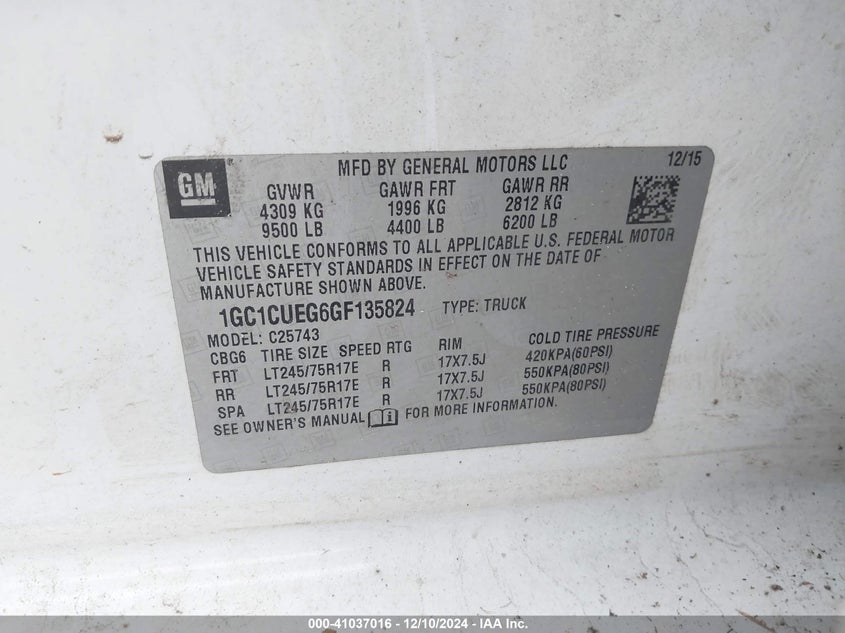 GM
MFD BY GENERAL MOTORS LLC 12/15
GVWR GAWR FRT GAWR RR
4309 KG 1996 KG 2812 KG
9500 LB 4400 LB 6200 LB
THIS VEHICLE CONFORMS TO ALL APPLICABLE U.S. FEDERAL MOTOR
VEHICLE SAFETY STANDARDS IN EFFECT ON THE DATE OF
MANUFACTURE SHOWN ABOVE.
1GC1CUEG6GF135824 TYPE: TRUCK
MODEL: C25743
CBG6 TIRE SIZE SPEED RTG RIM COLD TIRE PRESSURE
FRT LT245/75R17E R 17X7.5J 420KPA(60PSI)
RR LT245/75R17E R 17X7.5J 550KPA(80PSI)
SPA LT245/75R17E R 17X7.5J 550KPA(80PSI)
SEE OWNER'S MANUAL FOR MORE INFORMATION.
000-41037016 - 12/10/2024 - IAA Inc.